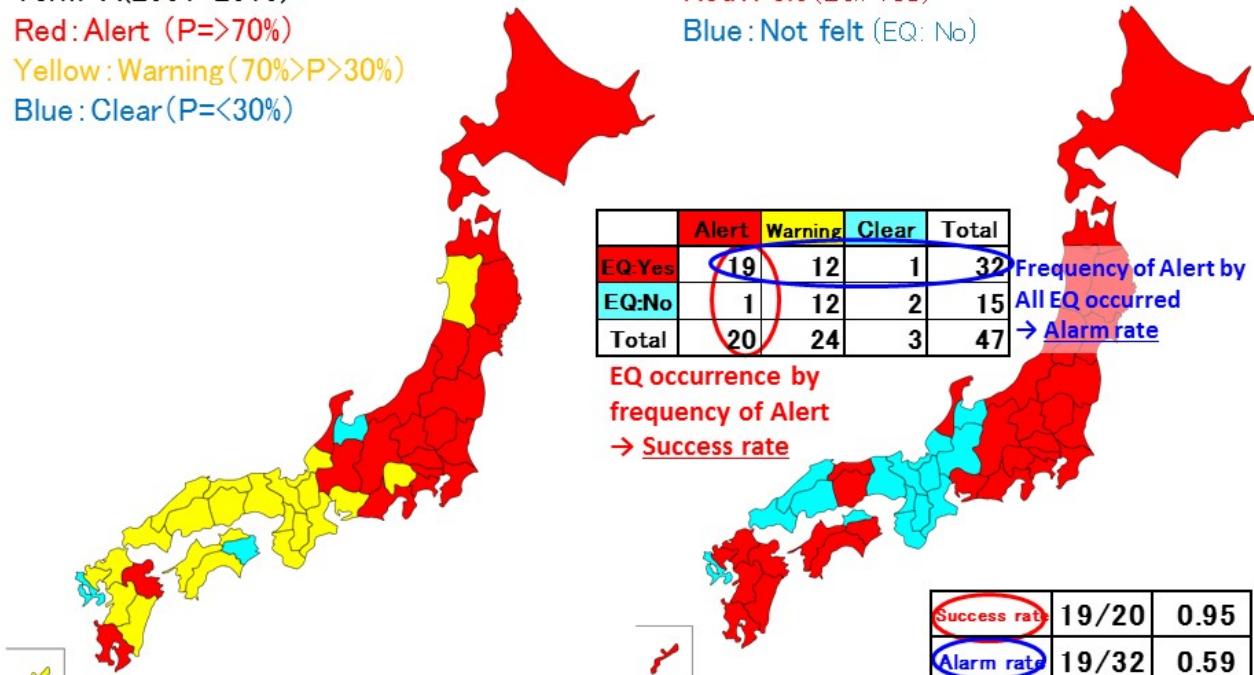 Red:Alert (P=>70%)
Yellow:Warning(70%>P>30%)
Blue:Clear(P=<30%)
Blue:Not felt (EQ: No)
Alert Warning Clear Total
EQ:Yes 19 12 1 32
EQ:No 1 12 2 15
Total 20 24 3 47
Frequency of Alert by
All EQ occurred
→ Alarm rate
EQ occurrence by
frequency of Alert
→ Success rate
Success rate 19/20 0.95
Alarm rate 19/32 0.59